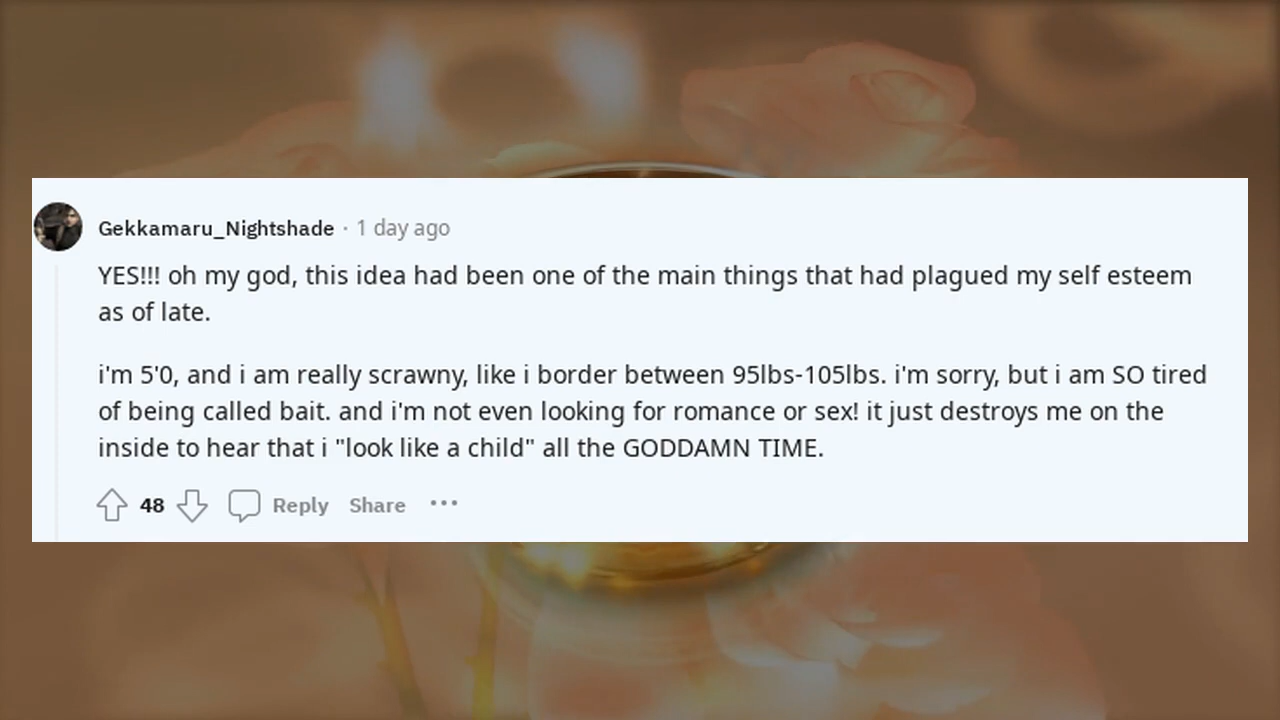 Gekkamaru_Nightshade · 1 day ago
YES!!! oh my god, this idea had been one of the main things that had plagued my self esteem
as of late.
i'm 5'0, and i am really scrawny, like i border between 95lbs-105lbs. i'm sorry, but i am SO tired
of being called bait. and i'm not even looking for romance or sex! it just destroys me on the
inside to hear that i "look like a child" all the GODDAMN TIME.
48 Reply Share ···